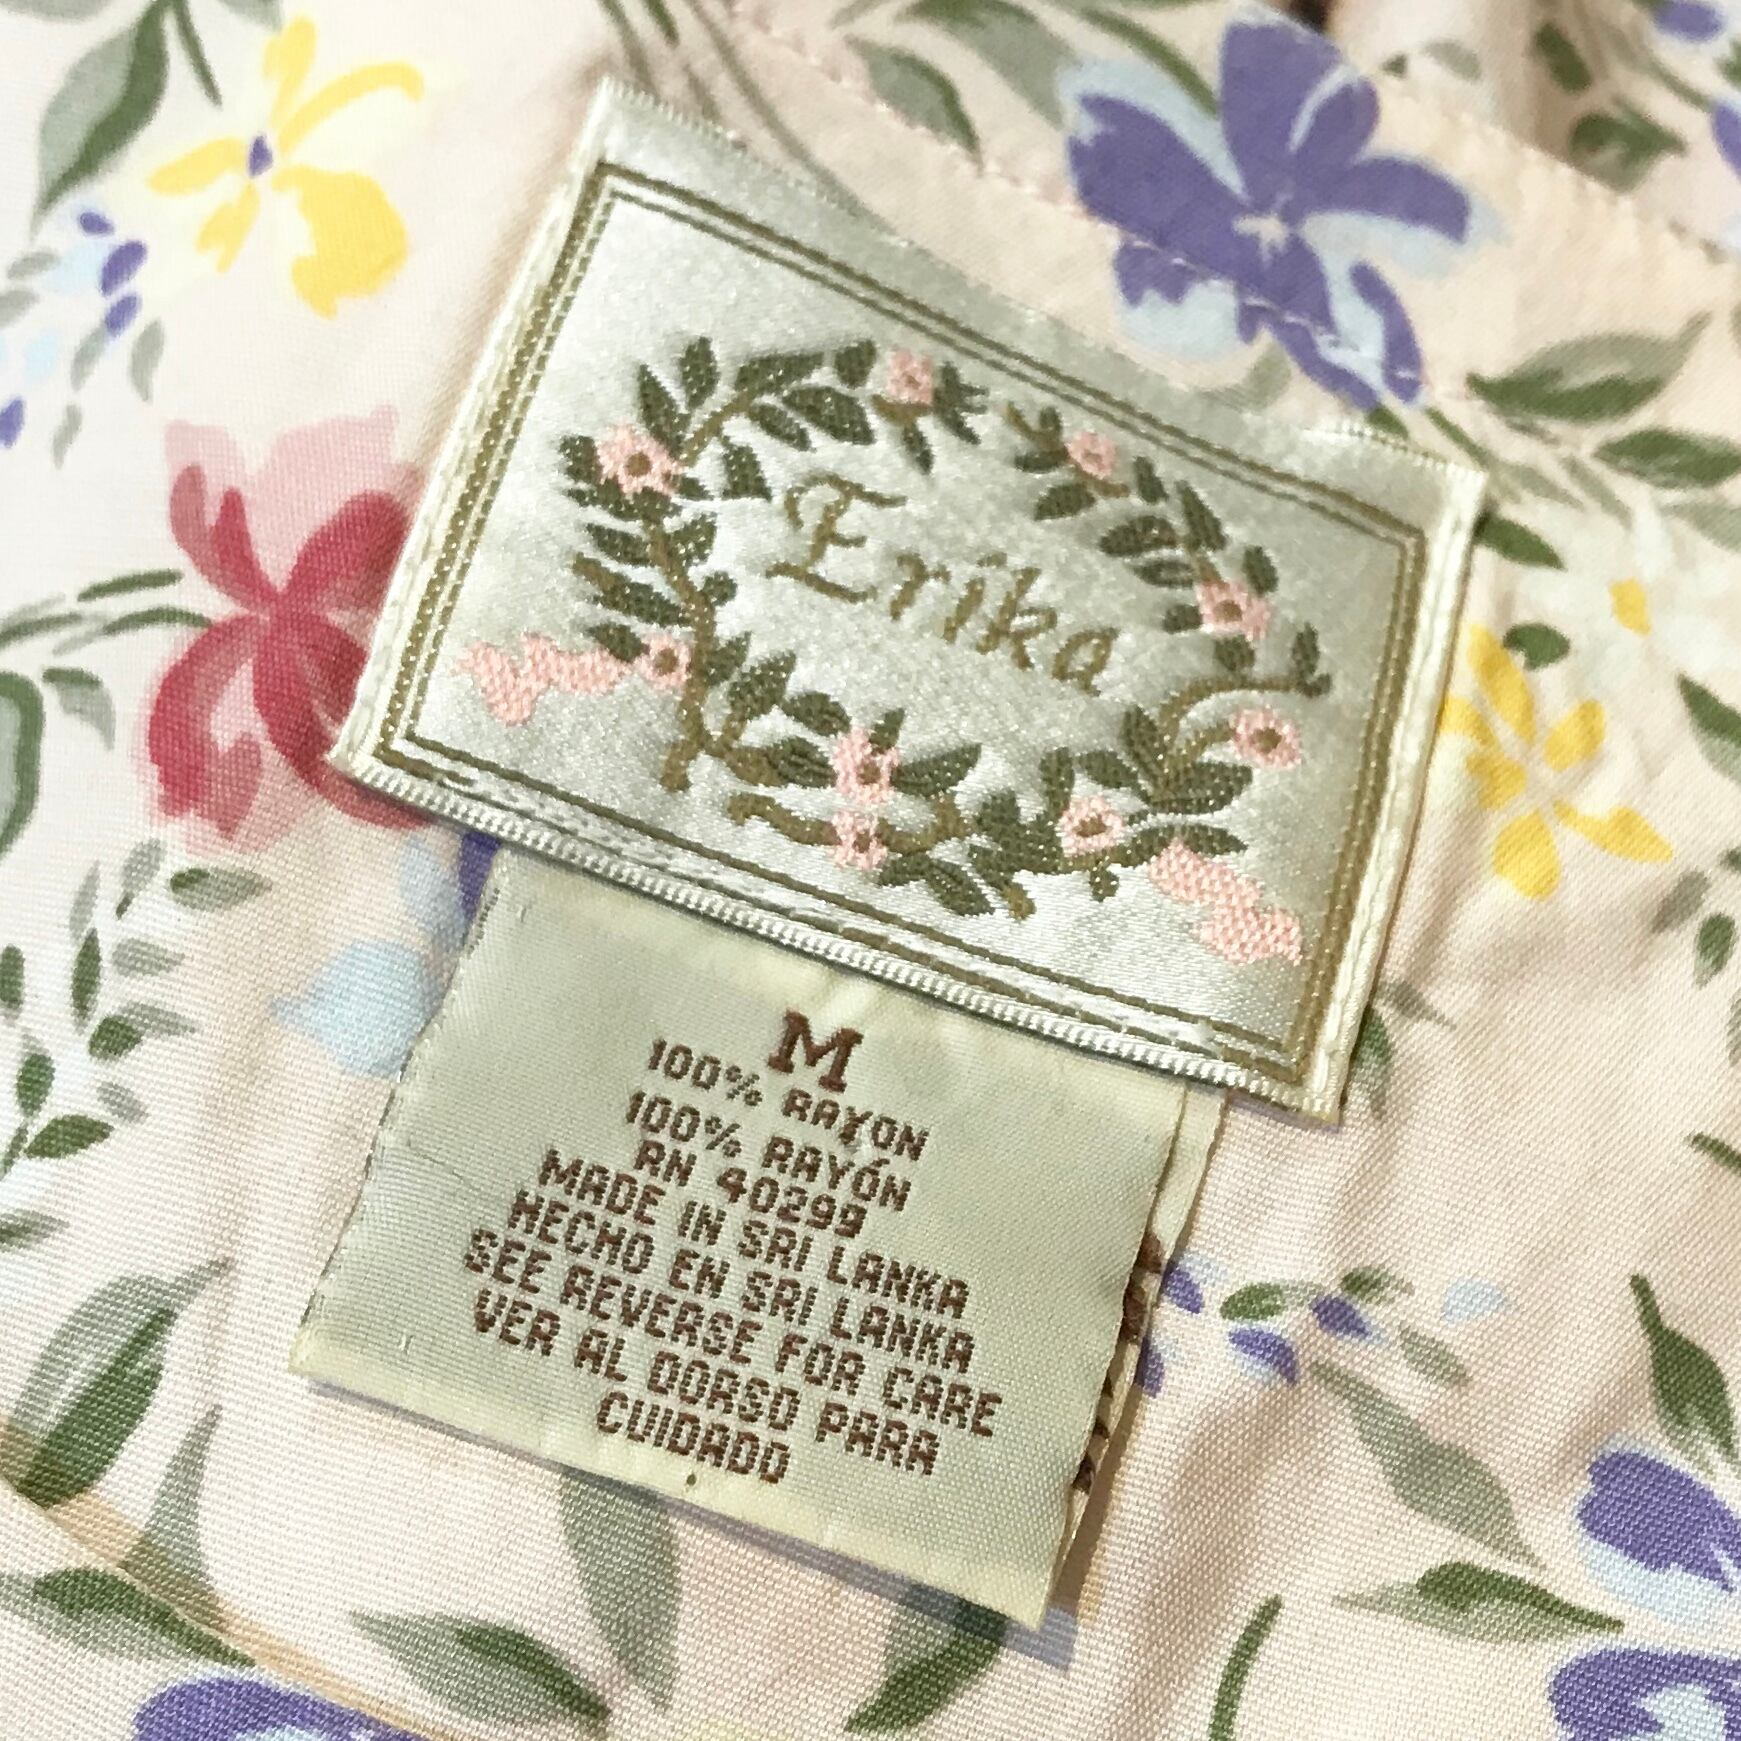 Erika
M
100% RAYON
100% RAYÓN
RN 40299
MADE IN SRI LANKA
HECHO EN SRI LANKA
SEE REVERSE FOR CARE
VER AL DORSO PARA
CUIDADO